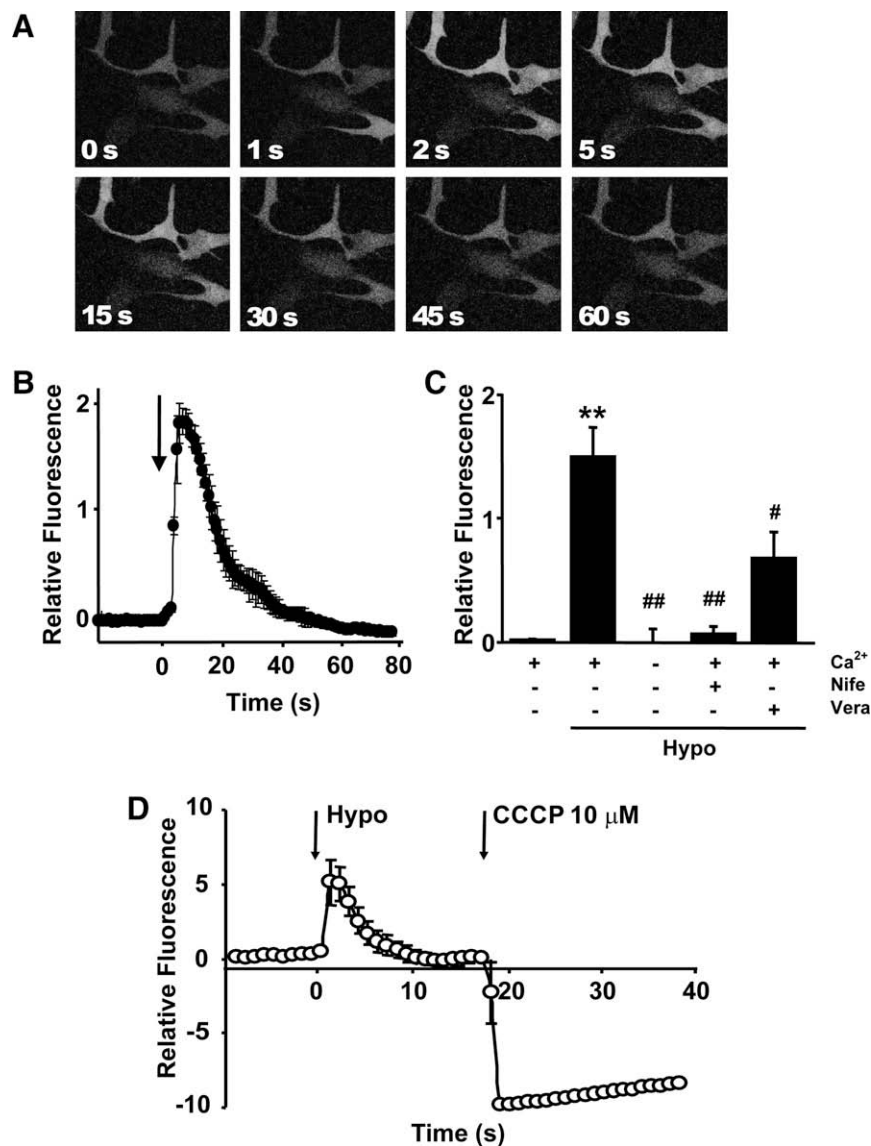 A
0 s
1 s
2 s
5 s
15 s
30 s
45 s
60 s
B
Relative Fluorescence
2
1
0
0
20
40
60
80
Time (s)
C
Relative Fluorescence
2
1
0
**
##
##
#
+ + - + + Ca2+
- - - + - Nife
- - - - + Vera
Hypo
D
Relative Fluorescence
10
5
0
-5
-10
Hypo
CCCP 10 μM
0
10
20
30
40
Time (s)